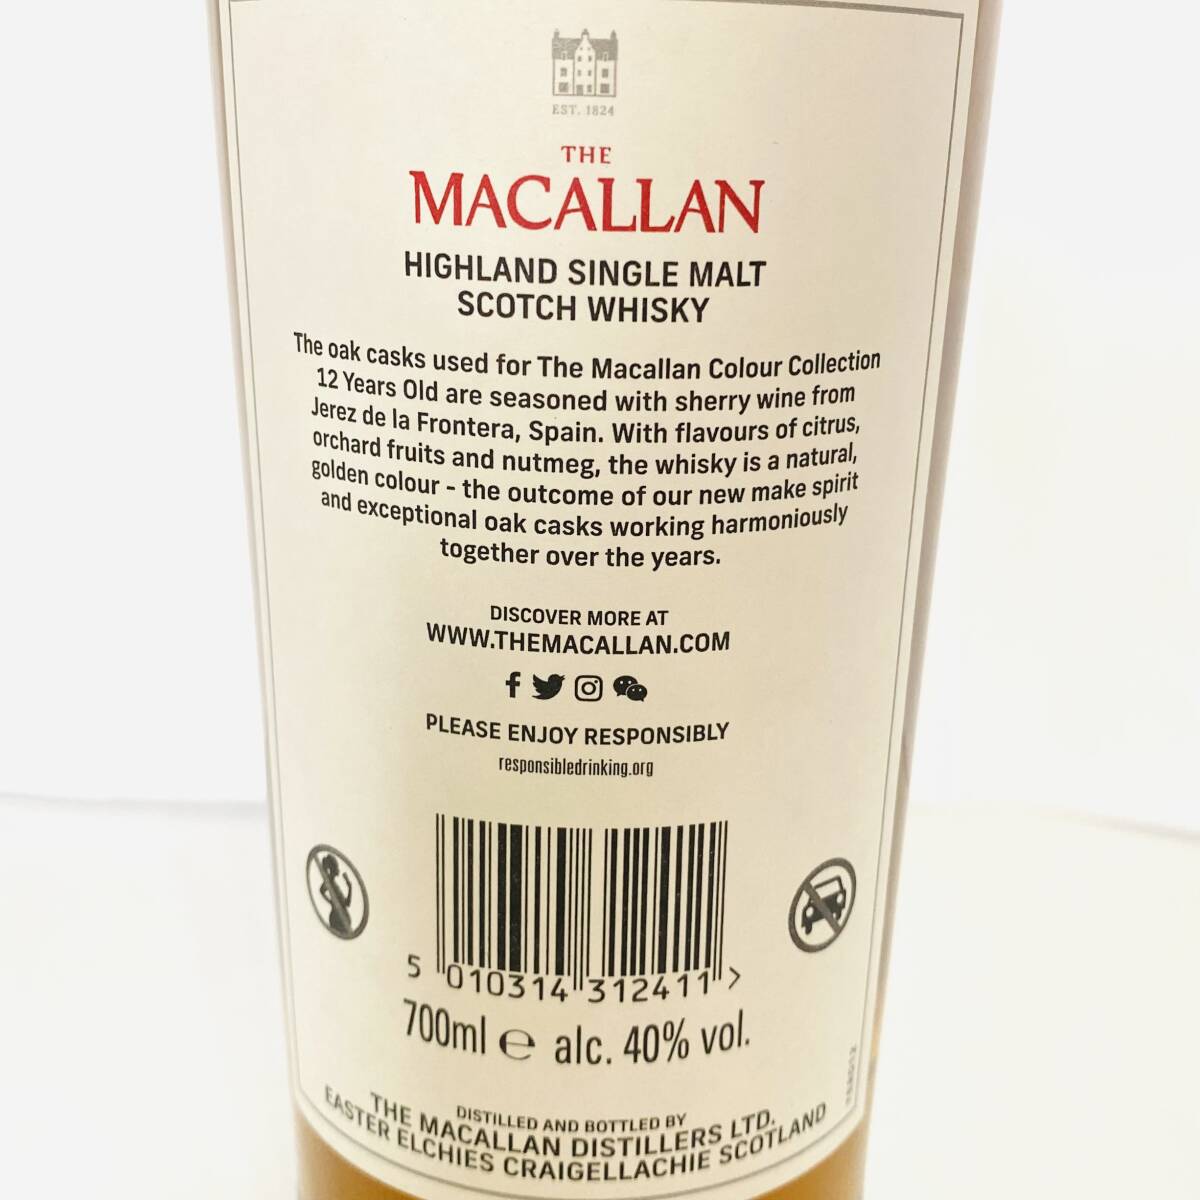 EST. 1824
THE
MACALLAN
HIGHLAND SINGLE MALT
SCOTCH WHISKY
The oak casks used for The Macallan Colour Collection
12 Years Old are seasoned with sherry wine from
Jerez de la Frontera, Spain. With flavours of citrus,
orchard fruits and nutmeg, the whisky is a natural,
golden colour - the outcome of our new make spirit
and exceptional oak casks working harmoniously
together over the years.
DISCOVER MORE AT
WWW.THEMACALLAN.COM
PLEASE ENJOY RESPONSIBLY
responsibledrinking.org
5 010314 312411 >
700ml e alc. 40% vol.
DISTILLED AND BOTTLED BY
THE MACALLAN DISTILLERS LTD.
EASTER ELCHIES CRAIGELLACHIE SCOTLAND